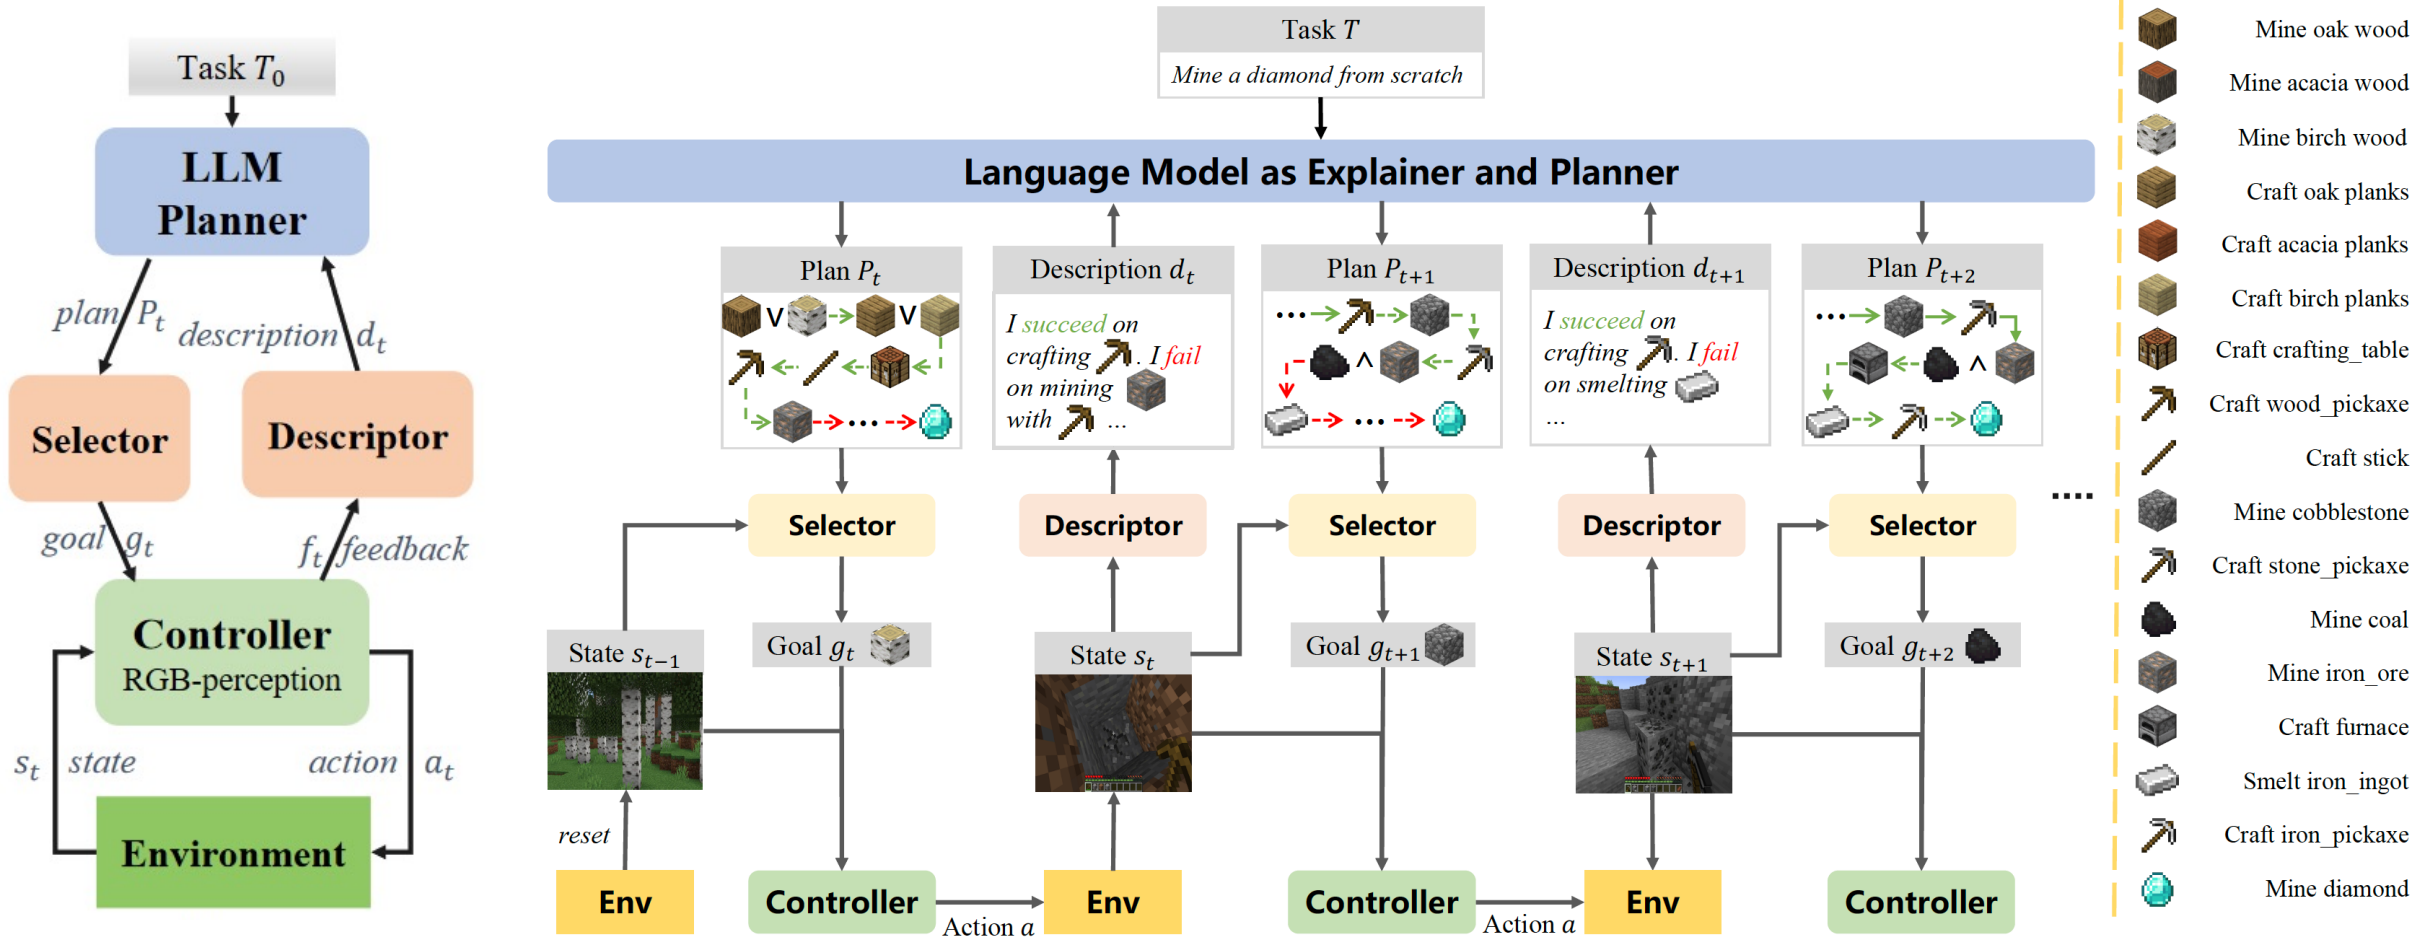 Task T₀
LLM
Planner
plan Pₜ
description dₜ
Selector
Descriptor
goal gₜ
fₜ feedback
Controller
RGB-perception
sₜ state
action aₜ
Environment
Task T
Mine a diamond from scratch
Language Model as Explainer and Planner
Plan Pₜ
V
V
...
Description dₜ
I succeed on
crafting . I fail
on mining
with ...
Plan Pₜ₊₁
...
∧
...
Description dₜ₊₁
I succeed on
crafting . I fail
on smelting
...
Plan Pₜ₊₂
...
∧
Selector
Descriptor
Selector
Descriptor
Selector
....
State sₜ₋₁
Goal gₜ
State sₜ
Goal gₜ₊₁
State sₜ₊₁
Goal gₜ₊₂
reset
Env
Controller
Action a
Env
Controller
Action a
Env
Controller
Mine oak wood
Mine acacia wood
Mine birch wood
Craft oak planks
Craft acacia planks
Craft birch planks
Craft crafting_table
Craft wood_pickaxe
Craft stick
Mine cobblestone
Craft stone_pickaxe
Mine coal
Mine iron_ore
Craft furnace
Smelt iron_ingot
Craft iron_pickaxe
Mine diamond